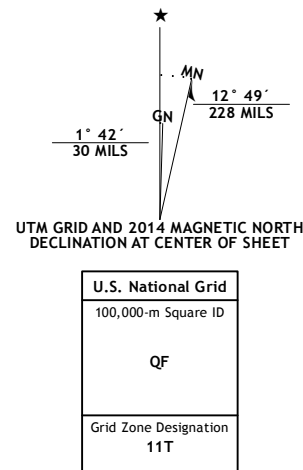 ★
MN
GN
12° 49´
228 MILS
1° 42´
30 MILS
UTM GRID AND 2014 MAGNETIC NORTH
DECLINATION AT CENTER OF SHEET
U.S. National Grid
100,000-m Square ID
QF
Grid Zone Designation
11T